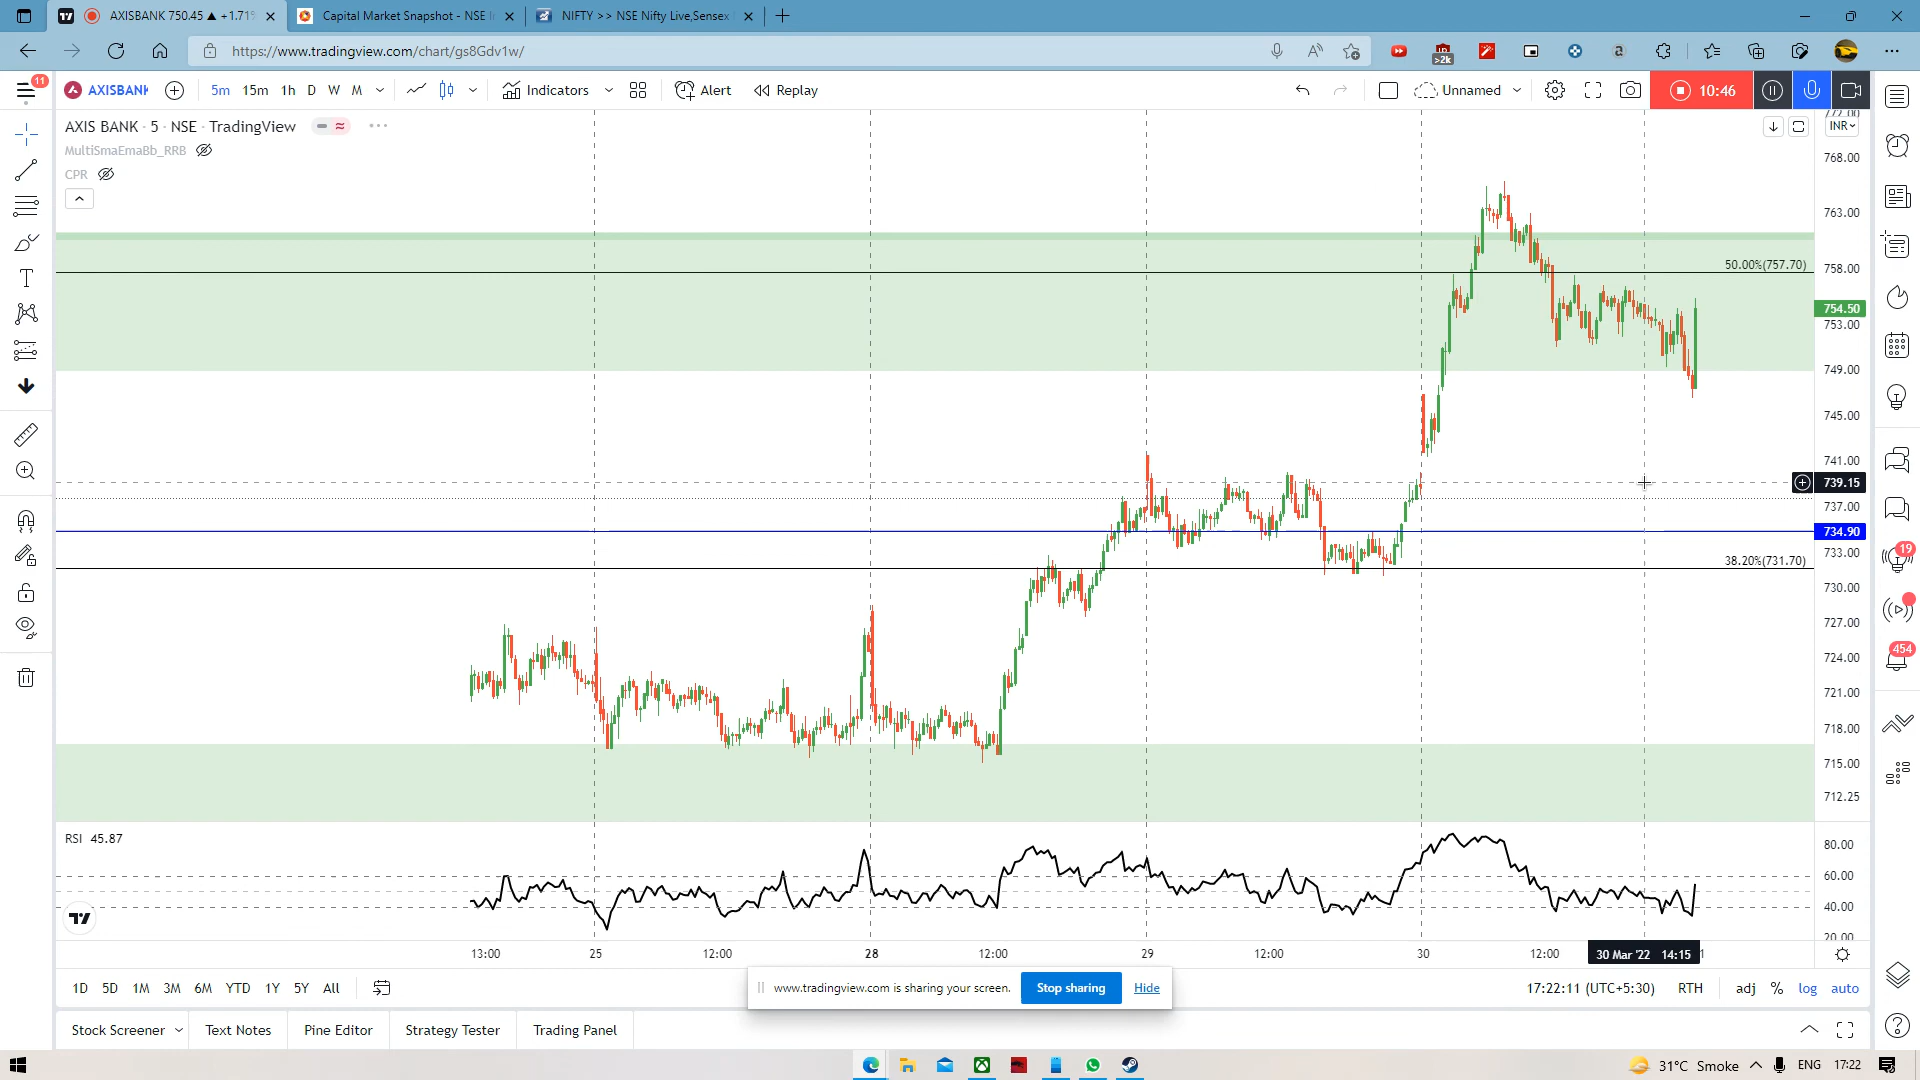 AXISBANK 750.45 ▲ +1.71%
Capital Market Snapshot - NSE I
NIFTY >> NSE Nifty Live,Sensex
https://www.tradingview.com/chart/gs8Gdv1w/
>2k
11
AXISBANK
5m 15m 1h D W M
Indicators
Alert
Replay
Unnamed
10:46
AXIS BANK · 5 · NSE · TradingView
MultiSmaEmaBb_RRB
CPR
INR
772.00
768.00
763.00
50.00%(757.70)
758.00
754.50
753.00
749.00
745.00
741.00
739.15
737.00
734.90
733.00
38.20%(731.70)
730.00
727.00
724.00
721.00
718.00
715.00
712.25
19
454
RSI 45.87
80.00
60.00
40.00
20.00
13:00 25 12:00 28 12:00 29 12:00 30 12:00 30 Mar '22 14:15
1D 5D 1M 3M 6M YTD 1Y 5Y All
www.tradingview.com is sharing your screen. Stop sharing Hide
17:22:11 (UTC+5:30) RTH adj % log auto
Stock Screener Text Notes Pine Editor Strategy Tester Trading Panel
31°C Smoke ENG 17:22